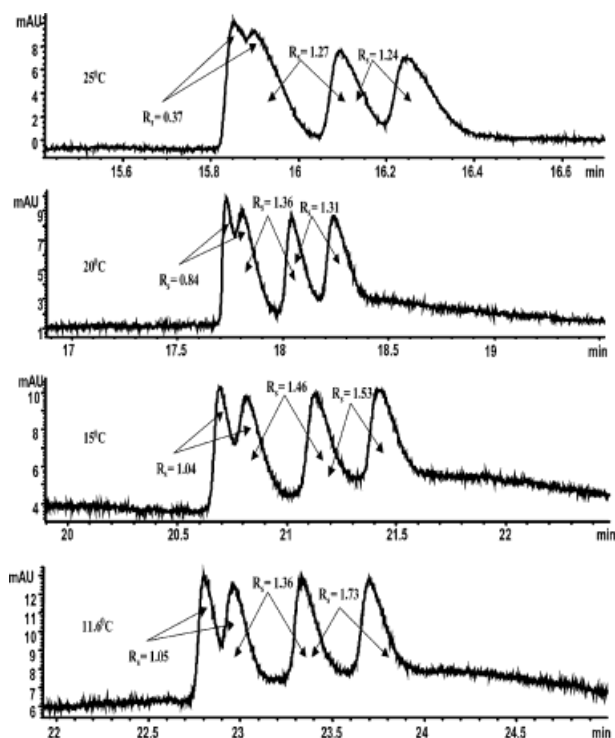 mAU
10
8
6
4
2
0
25⁰C
Rs = 0.37
Rs = 1.27
Rs = 1.24
15.6 15.8 16 16.2 16.4 16.6 min
mAU
9
7
5
3
1
20⁰C
Rs = 0.84
Rs = 1.36
Rs = 1.31
17 17.5 18 18.5 19 min
mAU
10
8
6
4
15⁰C
Rs = 1.04
Rs = 1.46
Rs = 1.53
20 20.5 21 21.5 22 min
mAU
13
12
11
10
9
8
7
6
11.6⁰C
Rs = 1.05
Rs = 1.36
Rs = 1.73
22 22.5 23 23.5 24 24.5 min